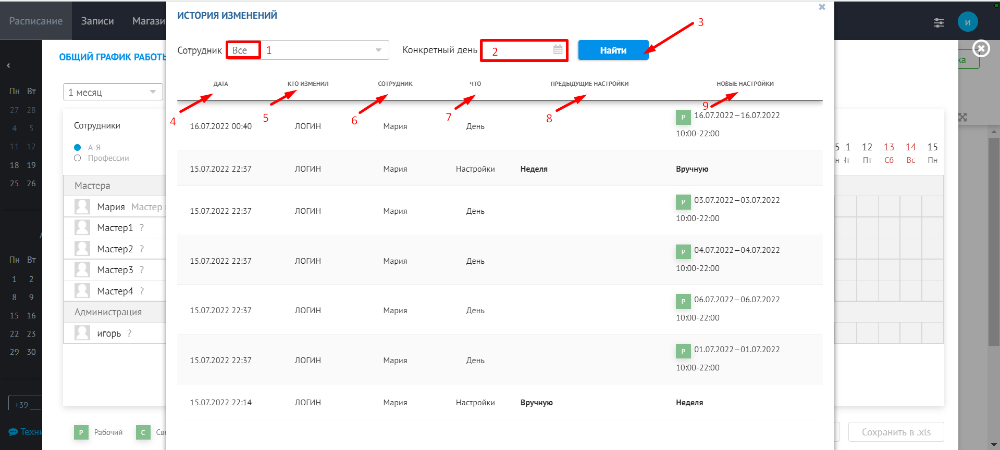 Расписание Записи Магази
И
ИСТОРИЯ ИЗМЕНЕНИЙ
3
Сотрудник Все 1 Конкретный день 2 Найти
ОБЩИЙ ГРАФИК РАБОТЬ
ка
1 месяц
ДАТА КТО ИЗМЕНИЛ СОТРУДНИК ЧТО ПРЕДЫДУЩИЕ НАСТРОЙКИ НОВЫЕ НАСТРОЙКИ
4 5 6 7 8 9
16.07.2022 00:40 ЛОГИН Мария День Р 16.07.2022—16.07.2022
10:00-22:00
15.07.2022 22:37 ЛОГИН Мария Настройки Неделя Вручную
15.07.2022 22:37 ЛОГИН Мария День Р 03.07.2022—03.07.2022
10:00-22:00
15.07.2022 22:37 ЛОГИН Мария День Р 04.07.2022—04.07.2022
10:00-22:00
15.07.2022 22:37 ЛОГИН Мария День Р 06.07.2022—06.07.2022
10:00-22:00
15.07.2022 22:37 ЛОГИН Мария День Р 01.07.2022—01.07.2022
10:00-22:00
15.07.2022 22:14 ЛОГИН Мария Настройки Вручную Неделя
Пн Вт
27 28
4 5
11 12
18 19
25 26
Пн Вт
1 2
8 9
15 16
22 23
29 30
+39 __
Техни
Сотрудники
А-Я
Профессии
Мастера
Мария Мастер
Мастер1 ?
Мастер2 ?
Мастер3 ?
Мастер4 ?
Администрация
игорь ?
Р Рабочий С Све
5 .1 12 13 14 15
н Чт Пт Сб Вс Пн
Сохранить в .xls